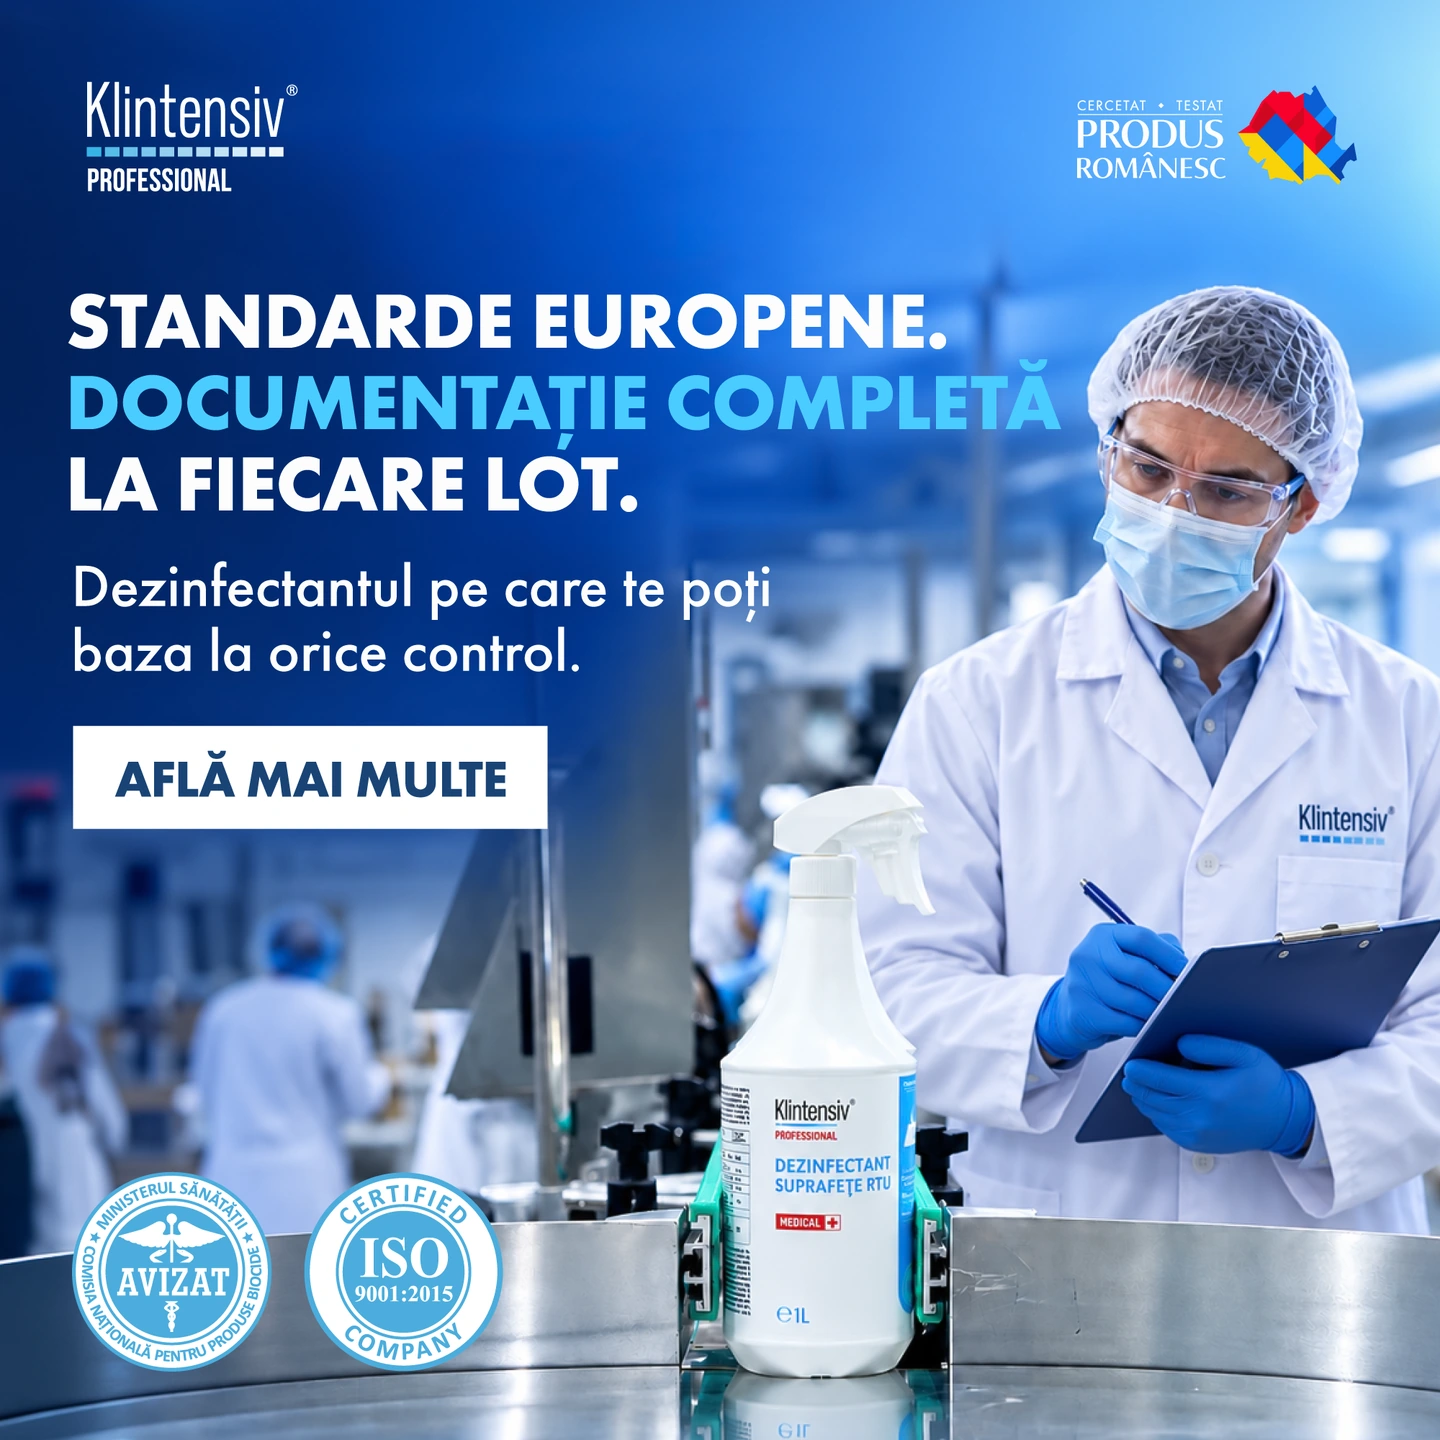 Klintensiv®
PROFESSIONAL
CERCETAT • TESTAT
PRODUS
ROMÂNESC
STANDARDE EUROPENE.
DOCUMENTAȚIE COMPLETĂ
LA FIECARE LOT.
Dezinfectantul pe care te poți
baza la orice control.
AFLĂ MAI MULTE
Klintensiv®
Klintensiv®
PROFESSIONAL
DEZINFECTANT
SUPRAFEȚE RTU
MEDICAL
℮1L
★ MINISTERUL SĂNĂTĂȚII ★
AVIZAT
COMISIA NAȚIONALĂ PENTRU PRODUSE BIOCIDE
CERTIFIED
ISO
9001:2015
COMPANY